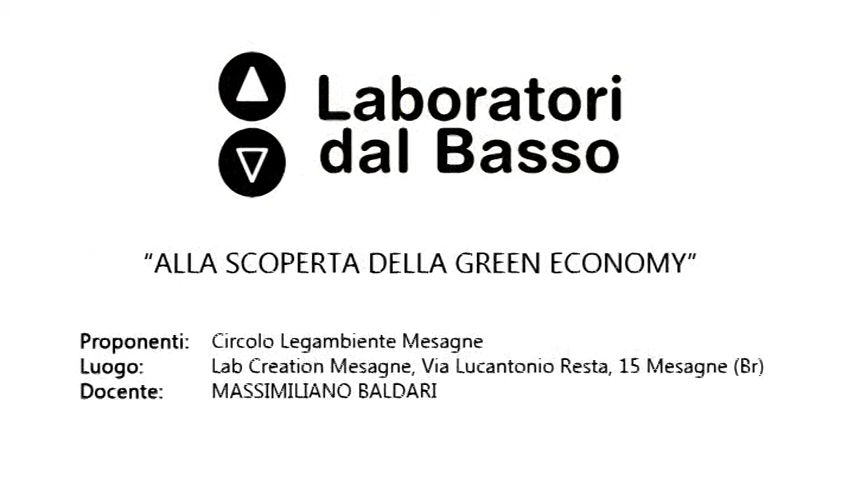 Laboratori
dal Basso
“ALLA SCOPERTA DELLA GREEN ECONOMY”
Proponenti: Circolo Legambiente Mesagne
Luogo: Lab Creation Mesagne, Via Lucantonio Resta, 15 Mesagne (Br)
Docente: MASSIMILIANO BALDARI